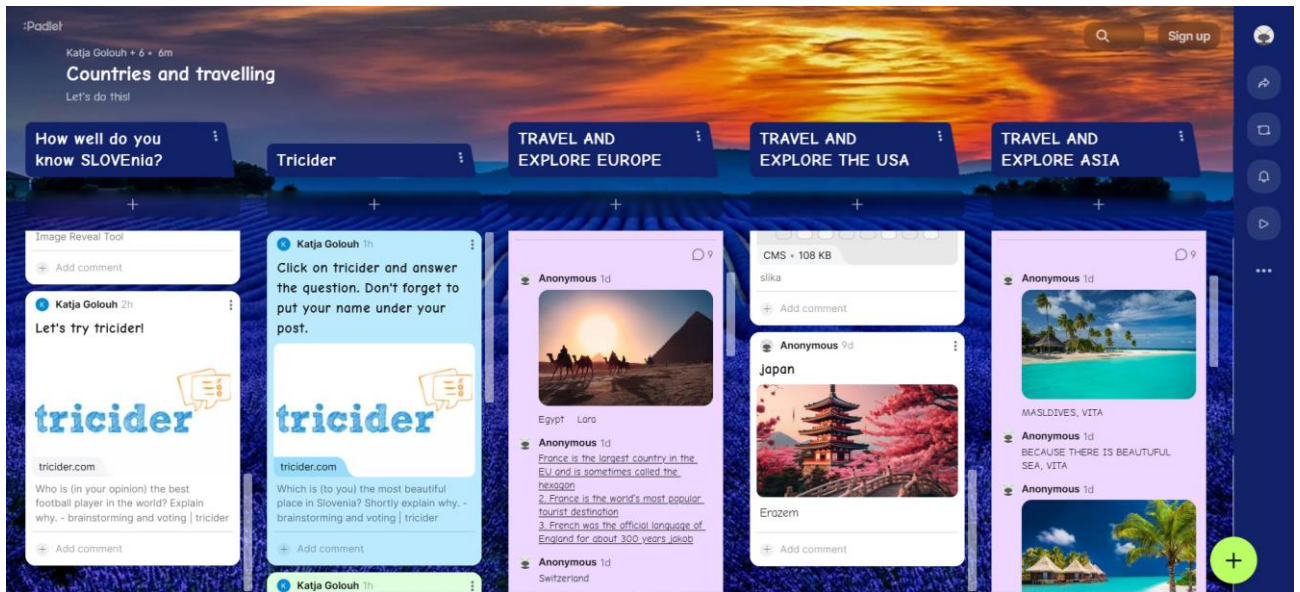 :Padlet
Katja Golouh + 6 • 6m
Countries and travelling
Let's do this!
Sign up
How well do you
know SLOVEnia?
Image Reveal Tool
Add comment
Katja Golouh 2h
Let's try tricider!
tricider
tricider.com
Who is (in your opinion) the best
football player in the world? Explain
why. - brainstorming and voting | tricider
Add comment
Tricider
Katja Golouh 1h
Click on tricider and answer
the question. Don't forget to
put your name under your
post.
tricider
tricider.com
Which is (to you) the most beautiful
place in Slovenia? Shortly explain why. -
brainstorming and voting | tricider
Add comment
Katja Golouh 1h
TRAVEL AND
EXPLORE EUROPE
9
Anonymous 1d
Egypt Lara
Anonymous 1d
France is the largest country in the
EU and is sometimes called the
hexagon
2. France is the world's most popular
tourist destination
3. French was the official language of
England for about 300 years jakob
Anonymous 1d
Switzerland
TRAVEL AND
EXPLORE THE USA
CMS • 108 KB
slika
Add comment
Anonymous 9d
japan
Erazem
Add comment
TRAVEL AND
EXPLORE ASIA
9
Anonymous 1d
MASLDIVES, VITA
Anonymous 1d
BECAUSE THERE IS BEAUTUFUL
SEA, VITA
Anonymous 1d